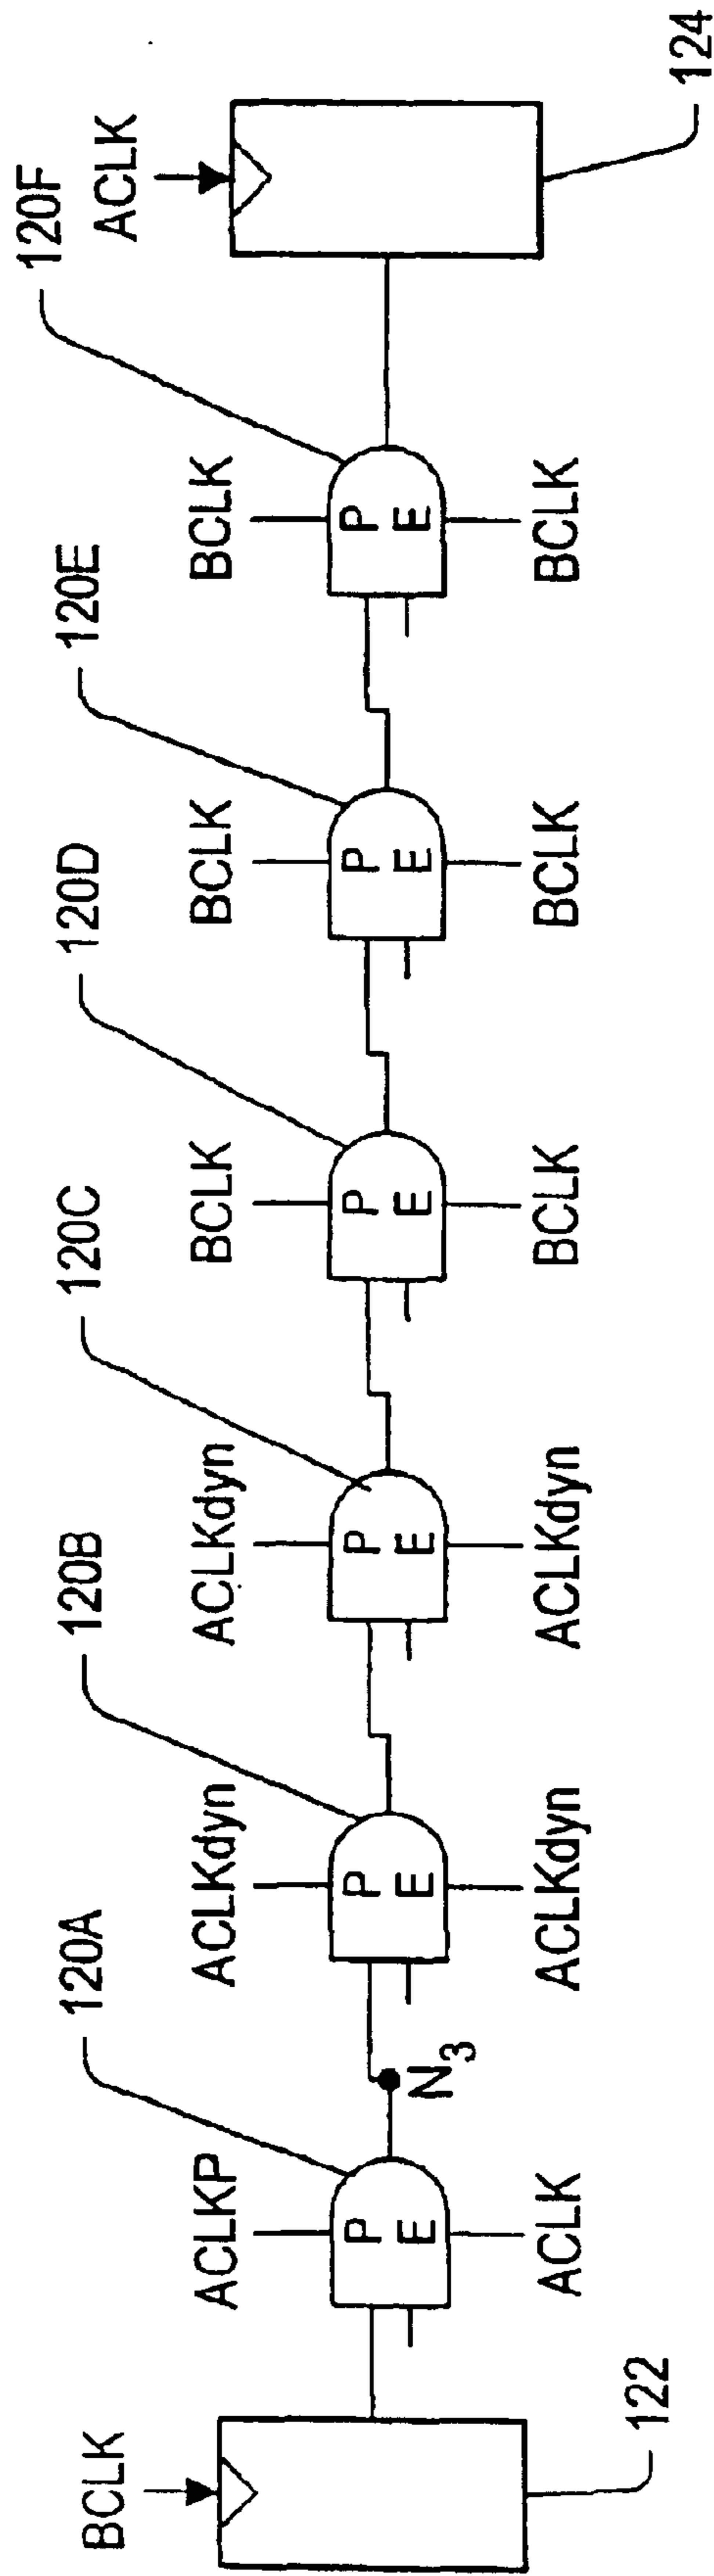 120F
ACLK
120E
BCLK
120D
BCLK
120C
BCLK
120B
ACLKdyn
120A
ACLKdyn
ACLKP
BCLK
P
E
P
E
P
E
P
E
P
E
P
E
N3
ACLK
ACLKdyn
ACLKdyn
BCLK
BCLK
BCLK
122
124